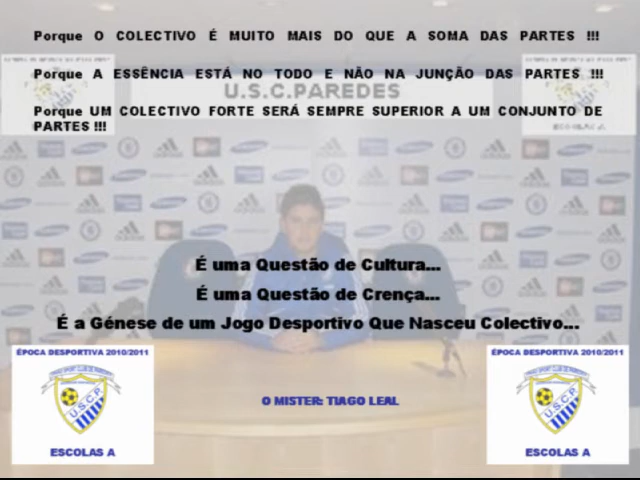 Porque O COLECTIVO É MUITO MAIS DO QUE A SOMA DAS PARTES !!!
Porque A ESSÊNCIA ESTÁ NO TODO E NÃO NA JUNÇÃO DAS PARTES !!!
U.S.C.PAREDES
Porque UM COLECTIVO FORTE SERÁ SEMPRE SUPERIOR A UM CONJUNTO DE
PARTES !!!
ESCOLAS A
adidas
SAMSUNG
É uma Questão de Cultura...
É uma Questão de Crença...
É a Génese de um Jogo Desportivo Que Nasceu Colectivo...
ÉPOCA DESPORTIVA 2010/2011
U.S.C.P.
ESCOLAS A
O MISTER: TIAGO LEAL
ÉPOCA DESPORTIVA 2010/2011
U.S.C.P.
ESCOLAS A